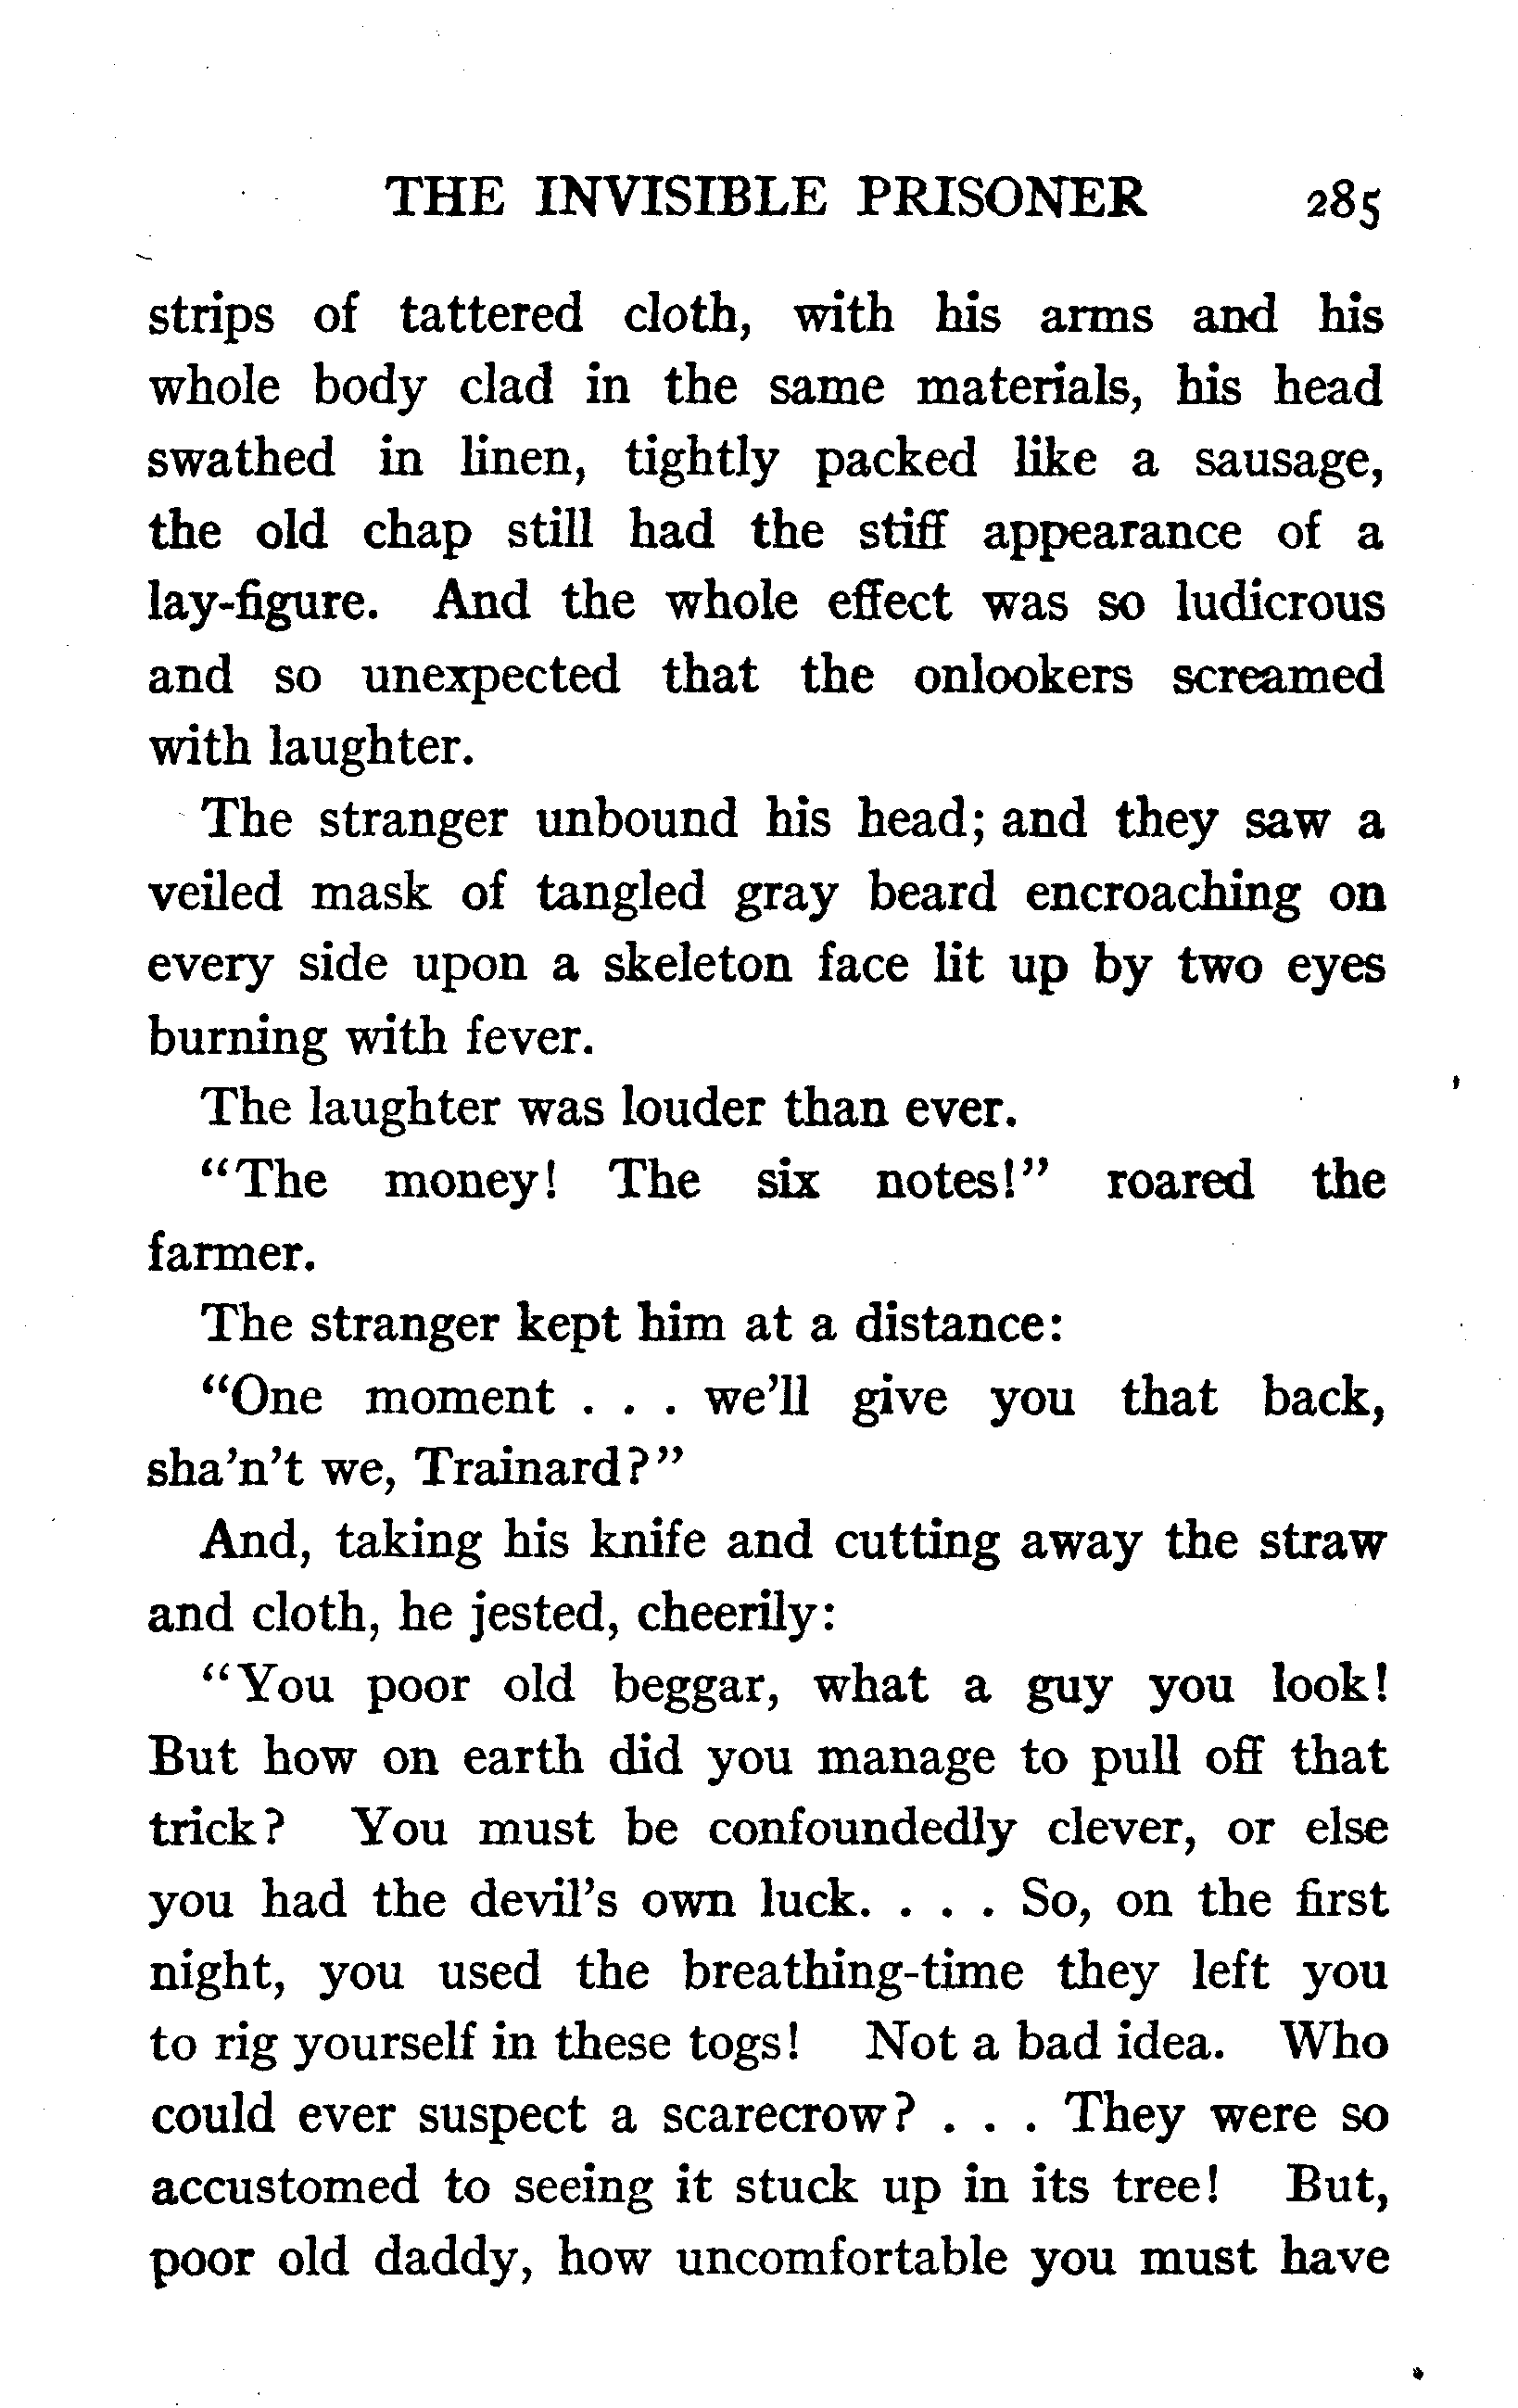 THE INVISIBLE PRISONER 285
strips of tattered cloth, with his arms and his
whole body clad in the same materials, his head
swathed in linen, tightly packed like a sausage,
the old chap still had the stiff appearance of a
lay-figure. And the whole effect was so ludicrous
and so unexpected that the onlookers screamed
with laughter.
The stranger unbound his head; and they saw a
veiled mask of tangled gray beard encroaching on
every side upon a skeleton face lit up by two eyes
burning with fever.
The laughter was louder than ever.
"The money! The six notes!" roared the
farmer.
The stranger kept him at a distance:
"One moment . . . we'll give you that back,
sha'n't we, Trainard?"
And, taking his knife and cutting away the straw
and cloth, he jested, cheerily:
"You poor old beggar, what a guy you look!
But how on earth did you manage to pull off that
trick? You must be confoundedly clever, or else
you had the devil's own luck. . . . So, on the first
night, you used the breathing-time they left you
to rig yourself in these togs! Not a bad idea. Who
could ever suspect a scarecrow? . . . They were so
accustomed to seeing it stuck up in its tree! But,
poor old daddy, how uncomfortable you must have